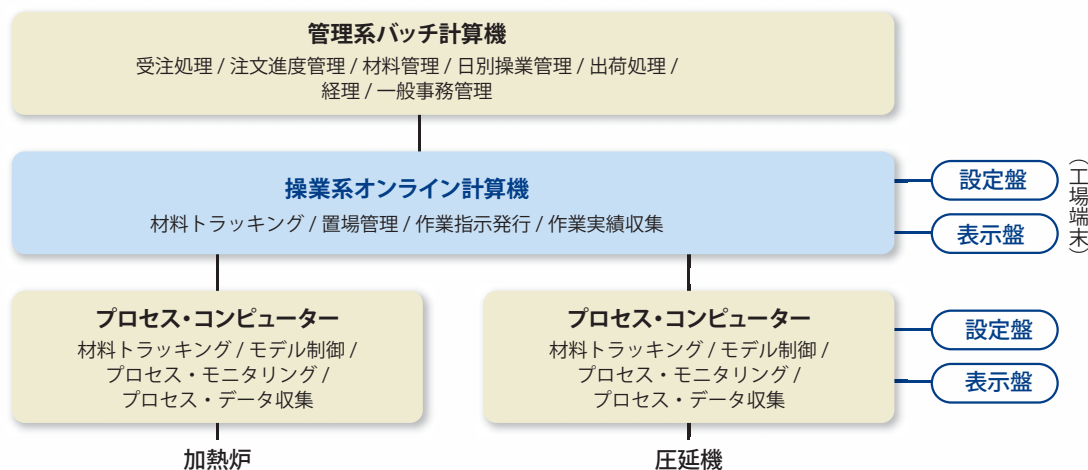 管理系バッチ計算機
受注処理 / 注文進度管理 / 材料管理 / 日別操業管理 / 出荷処理 /
経理 / 一般事務管理
操業系オンライン計算機
材料トラッキング / 置場管理 / 作業指示発行 / 作業実績収集
設定盤
表示盤
（工場端末）
プロセス・コンピューター
材料トラッキング / モデル制御 /
プロセス・モニタリング /
プロセス・データ収集
加熱炉
プロセス・コンピューター
材料トラッキング / モデル制御 /
プロセス・モニタリング /
プロセス・データ収集
設定盤
表示盤
圧延機